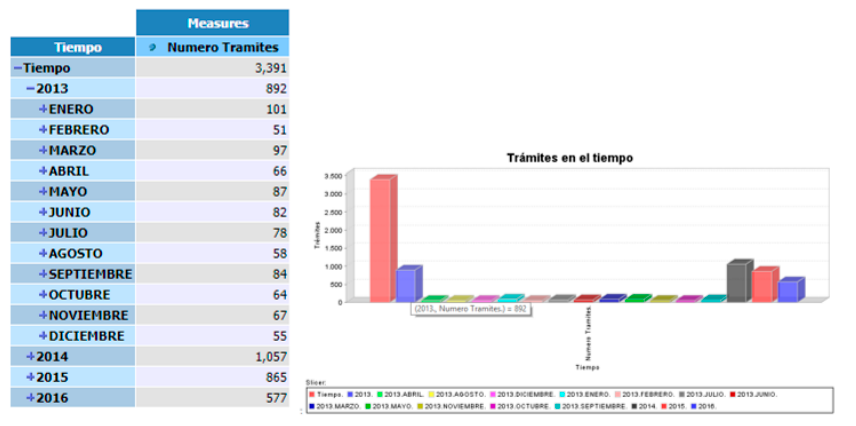 Measures
Tiempo Numero Tramites
Tiempo 3,391
2013 892
ENERO 101
FEBRERO 51
MARZO 97
ABRIL 66
MAYO 87
JUNIO 82
JULIO 78
AGOSTO 58
SEPTIEMBRE 84
OCTUBRE 64
NOVIEMBRE 67
DICIEMBRE 55
2014 1,057
2015 865
2016 577
Trámites en el tiempo
Trámites
3.500
3.000
2.500
2.000
1.500
1.000
500
0
(2013., Numero Tramites.) = 892
Numero Tramites
Tiempo
Slicer:
Tiempo. 2013. 2013.ABRIL. 2013.AGOSTO. 2013.DICIEMBRE. 2013.ENERO. 2013.FEBRERO. 2013.JULIO. 2013.JUNIO.
2013.MARZO. 2013.MAYO. 2013.NOVIEMBRE. 2013.OCTUBRE. 2013.SEPTIEMBRE. 2014. 2015. 2016.